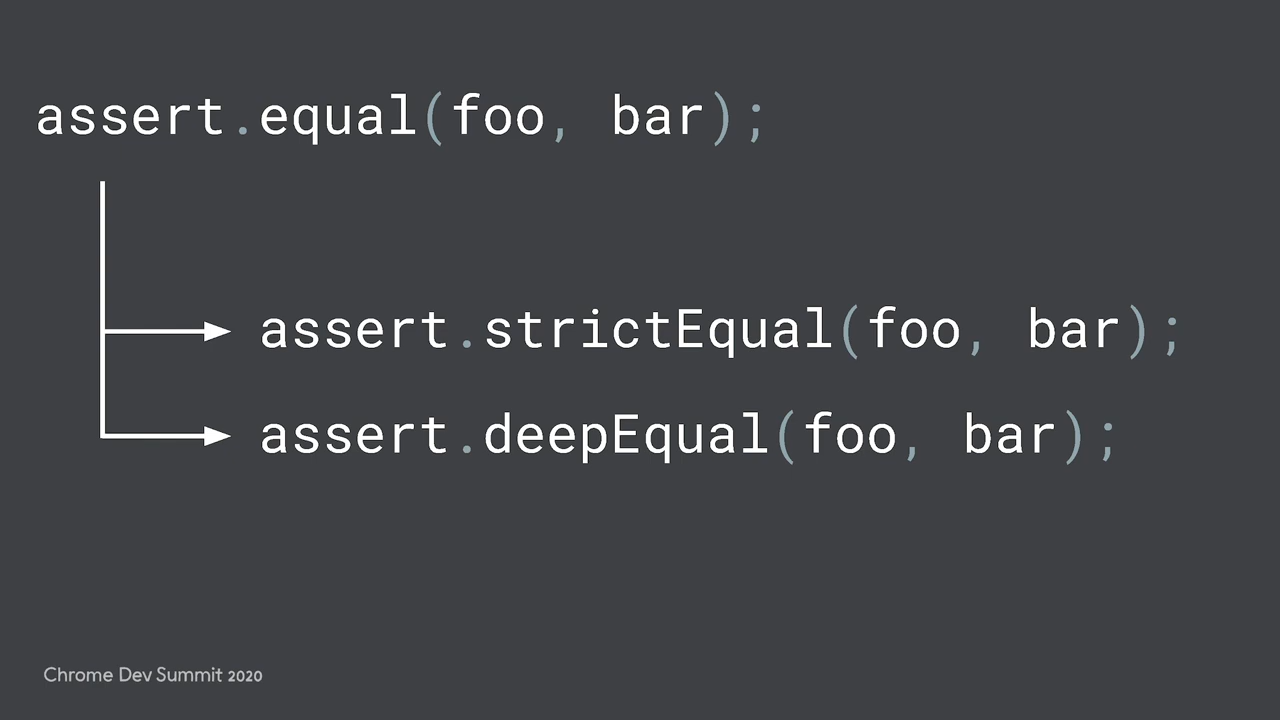 assert.equal(foo, bar);
assert.strictEqual(foo, bar);
assert.deepEqual(foo, bar);
Chrome Dev Summit 2020